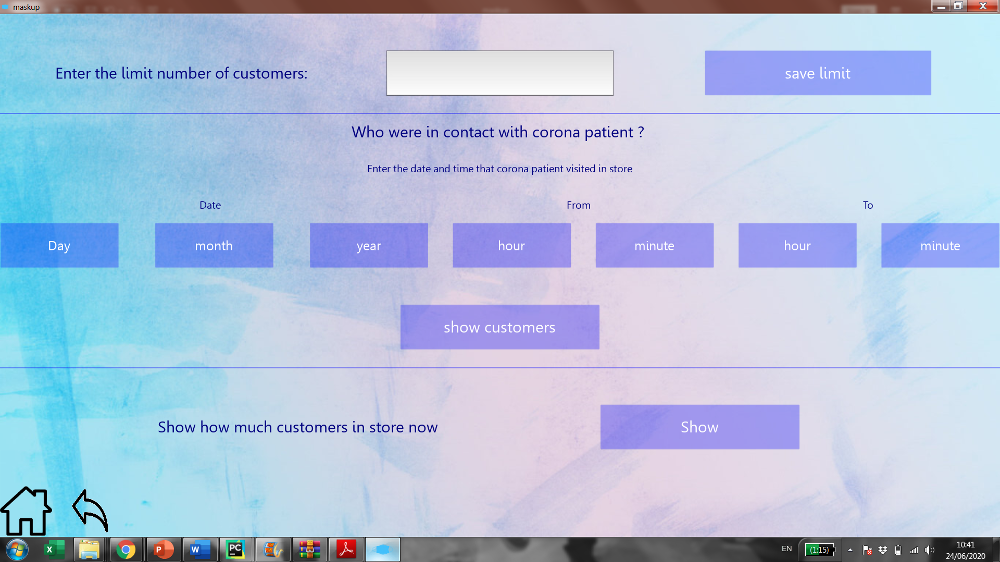 maskup
Enter the limit number of customers:
save limit
Who were in contact with corona patient ?
Enter the date and time that corona patient visited in store
Date From To
Day month year hour minute hour minute
show customers
Show how much customers in store now
Show
EN (1:15) 10:41
24/06/2020